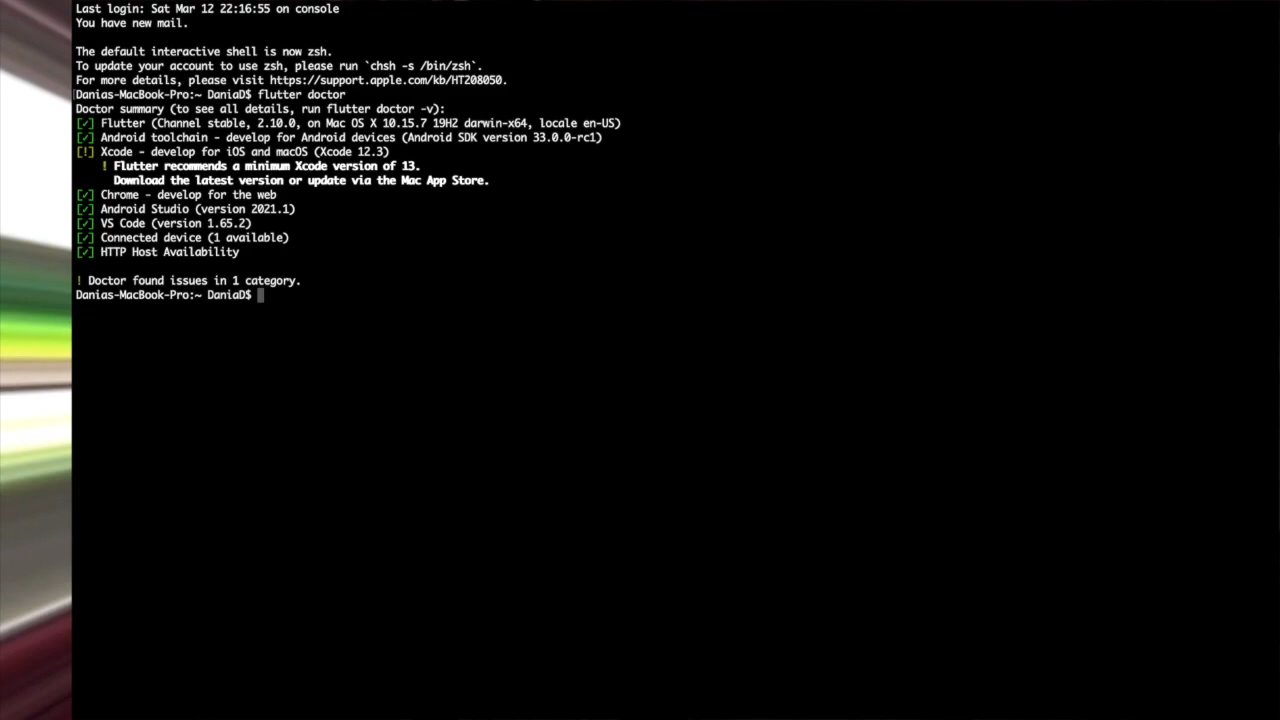 Last login: Sat Mar 12 22:16:55 on console
You have new mail.
The default interactive shell is now zsh.
To update your account to use zsh, please run `chsh -s /bin/zsh`.
For more details, please visit https://support.apple.com/kb/HT208050.
[Danias-MacBook-Pro:~ DaniaD$ flutter doctor
Doctor summary (to see all details, run flutter doctor -v):
[✓] Flutter (Channel stable, 2.10.0, on Mac OS X 10.15.7 19H2 darwin-x64, locale en-US)
[✓] Android toolchain - develop for Android devices (Android SDK version 33.0.0-rc1)
[!] Xcode - develop for iOS and macOS (Xcode 12.3)
! Flutter recommends a minimum Xcode version of 13.
Download the latest version or update via the Mac App Store.
[✓] Chrome - develop for the web
[✓] Android Studio (version 2021.1)
[✓] VS Code (version 1.65.2)
[✓] Connected device (1 available)
[✓] HTTP Host Availability
! Doctor found issues in 1 category.
Danias-MacBook-Pro:~ DaniaD$